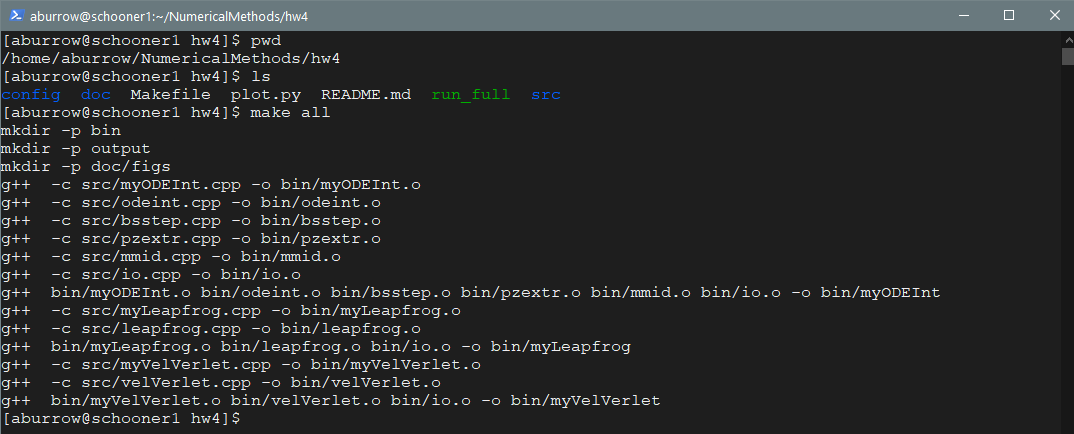 aburrow@schooner1:~/NumericalMethods/hw4
[aburrow@schooner1 hw4]$ pwd
/home/aburrow/NumericalMethods/hw4
[aburrow@schooner1 hw4]$ ls
config  doc  Makefile  plot.py  README.md  run_full  src
[aburrow@schooner1 hw4]$ make all
mkdir -p bin
mkdir -p output
mkdir -p doc/figs
g++  -c src/myODEInt.cpp -o bin/myODEInt.o
g++  -c src/odeint.cpp -o bin/odeint.o
g++  -c src/bsstep.cpp -o bin/bsstep.o
g++  -c src/pzextr.cpp -o bin/pzextr.o
g++  -c src/mmid.cpp -o bin/mmid.o
g++  -c src/io.cpp -o bin/io.o
g++  bin/myODEInt.o bin/odeint.o bin/bsstep.o bin/pzextr.o bin/mmid.o bin/io.o -o bin/myODEInt
g++  -c src/myLeapfrog.cpp -o bin/myLeapfrog.o
g++  -c src/leapfrog.cpp -o bin/leapfrog.o
g++  bin/myLeapfrog.o bin/leapfrog.o bin/io.o -o bin/myLeapfrog
g++  -c src/myVelVerlet.cpp -o bin/myVelVerlet.o
g++  -c src/velVerlet.cpp -o bin/velVerlet.o
g++  bin/myVelVerlet.o bin/velVerlet.o bin/io.o -o bin/myVelVerlet
[aburrow@schooner1 hw4]$